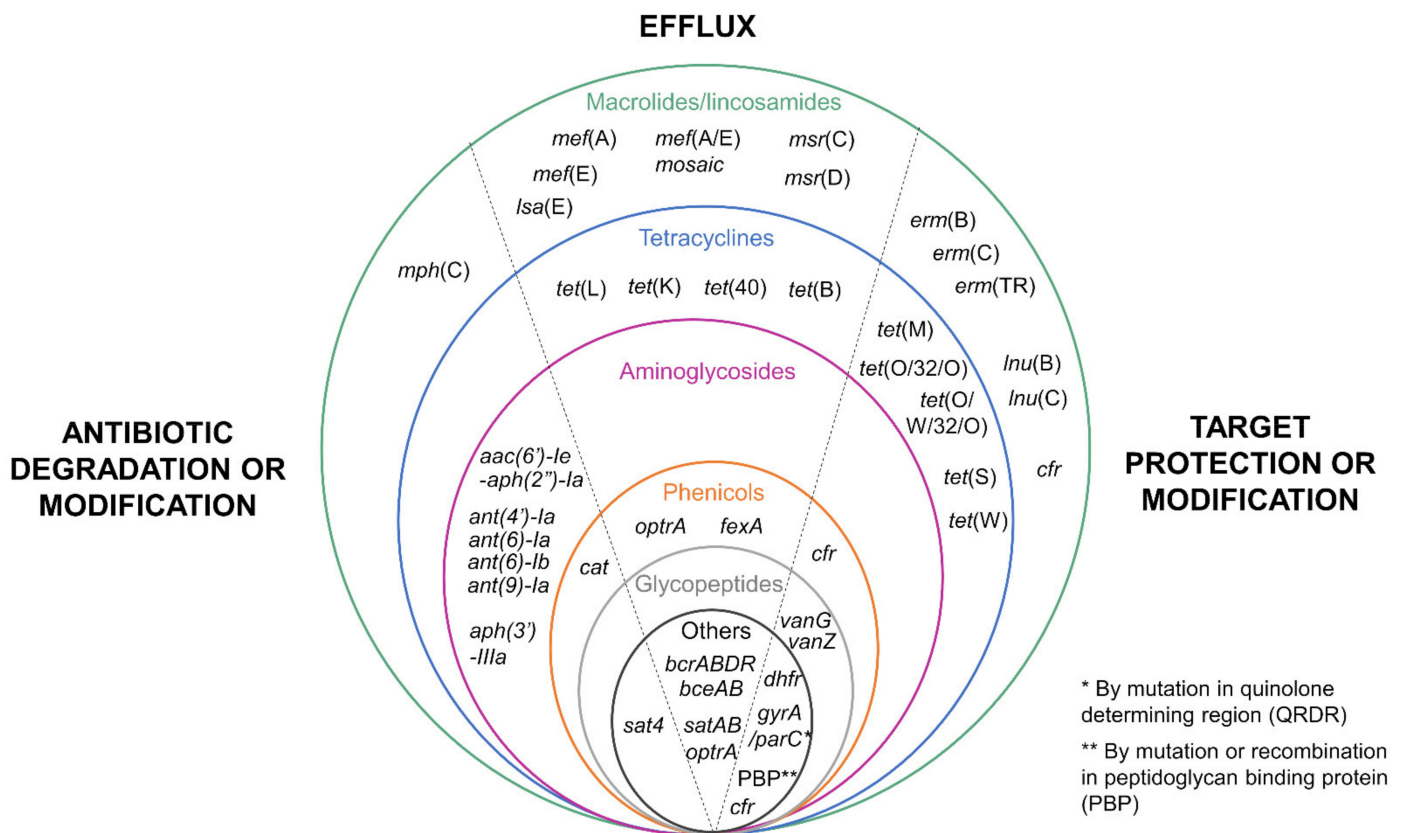 EFFLUX
Macrolides/lincosamides
mef(A)
mef(A/E)
mosaic
msr(C)
mef(E)
msr(D)
lsa(E)
erm(B)
erm(C)
erm(TR)
mph(C)
Tetracyclines
tet(L)
tet(K)
tet(40)
tet(B)
tet(M)
tet(O/32/O)
tet(O/
W/32/O)
tet(S)
tet(W)
lnu(B)
lnu(C)
cfr
ANTIBIOTIC
DEGRADATION OR
MODIFICATION
TARGET
PROTECTION OR
MODIFICATION
Aminoglycosides
aac(6’)-Ie
-aph(2”)-Ia
ant(4’)-Ia
ant(6)-Ia
ant(6)-Ib
ant(9)-Ia
aph(3’)
-IIIa
Phenicols
optrA
fexA
cat
cfr
Glycopeptides
vanG
vanZ
Others
bcrABDR
bceAB
dhfr
sat4
satAB
optrA
gyrA
/parC*
PBP**
cfr
* By mutation in quinolone
determining region (QRDR)
** By mutation or recombination
in peptidoglycan binding protein
(PBP)